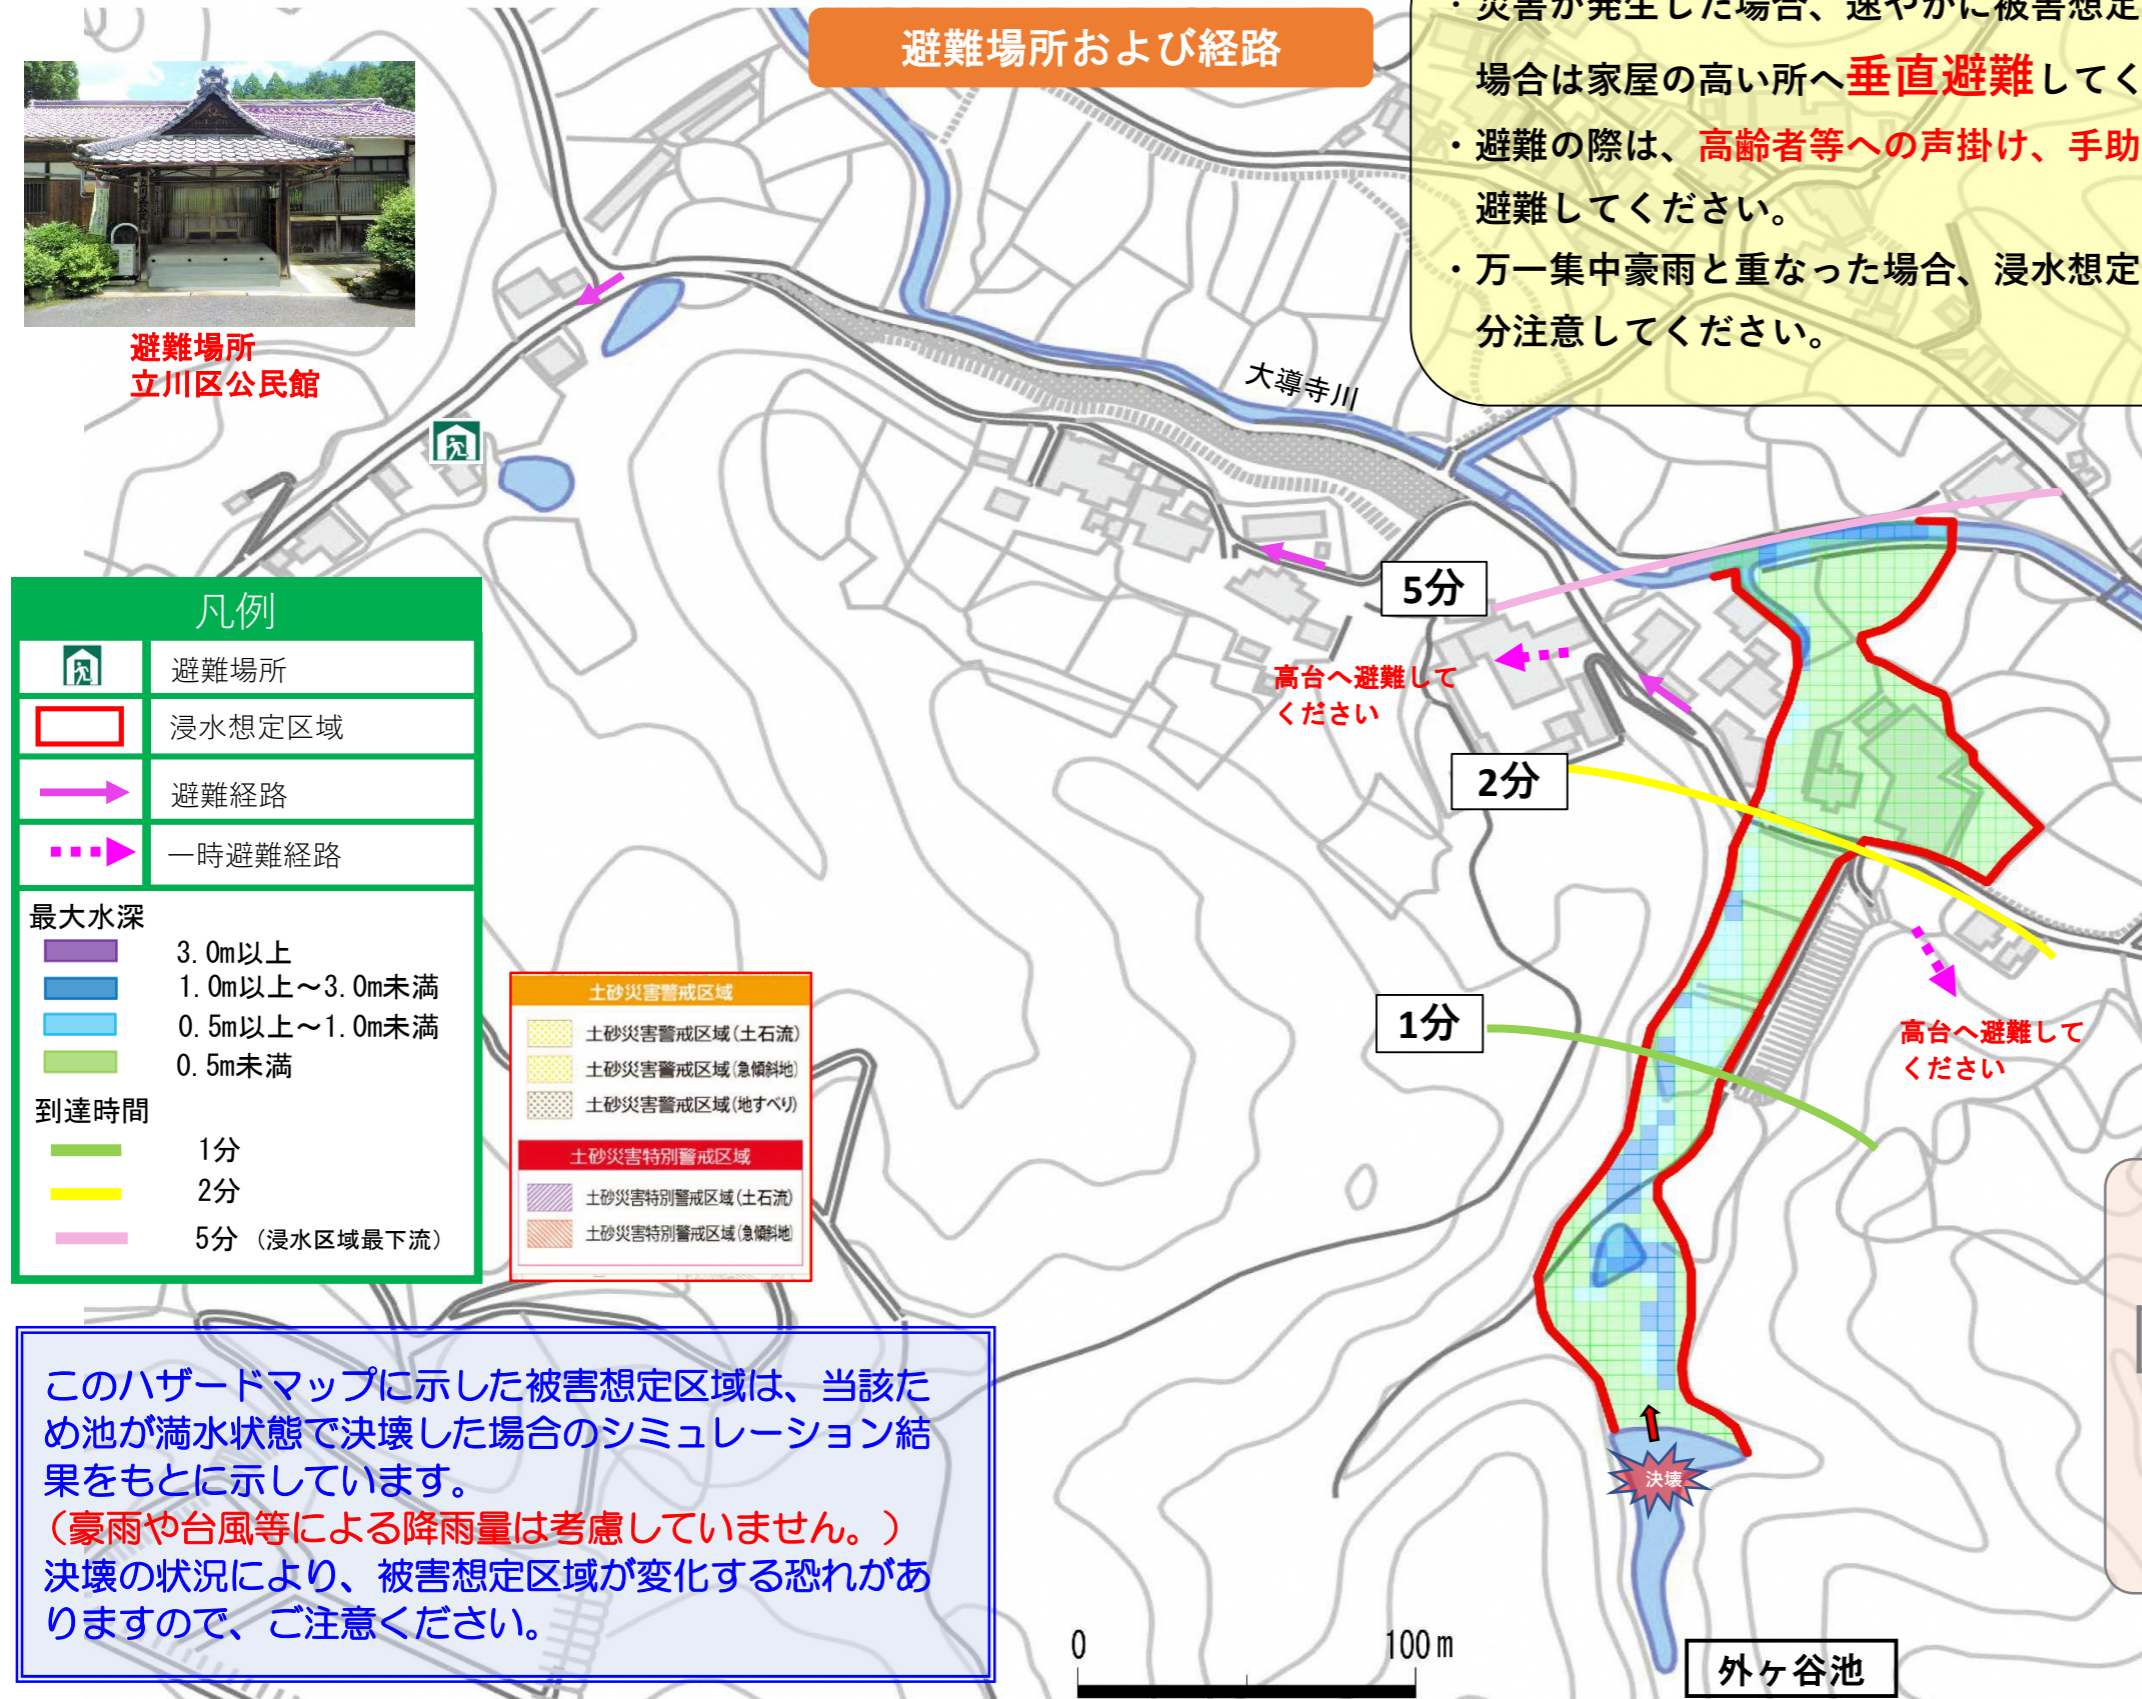 避難場所および経路
・災害が発生した場合、速やかに被害想定
場合は家屋の高い所へ垂直避難してく
・避難の際は、高齢者等への声掛け、手助
避難してください。
・万一集中豪雨と重なった場合、浸水想定
分注意してください。
避難場所
立川区公民館
大導寺川
5分
高台へ避難して
ください
2分
1分
高台へ避難して
ください
凡例
避難場所
浸水想定区域
避難経路
一時避難経路
最大水深
3.0m以上
1.0m以上～3.0m未満
0.5m以上～1.0m未満
0.5m未満
到達時間
1分
2分
5分（浸水区域最下流）
土砂災害警戒区域
土砂災害警戒区域(土石流)
土砂災害警戒区域(急傾斜地)
土砂災害警戒区域(地すべり)
土砂災害特別警戒区域
土砂災害特別警戒区域(土石流)
土砂災害特別警戒区域(急傾斜地
このハザードマップに示した被害想定区域は、当該た
め池が満水状態で決壊した場合のシミュレーション結
果をもとに示しています。
（豪雨や台風等による降雨量は考慮していません。）
決壊の状況により、被害想定区域が変化する恐れがあ
りますので、ご注意ください。
決壊
0
100m
外ヶ谷池